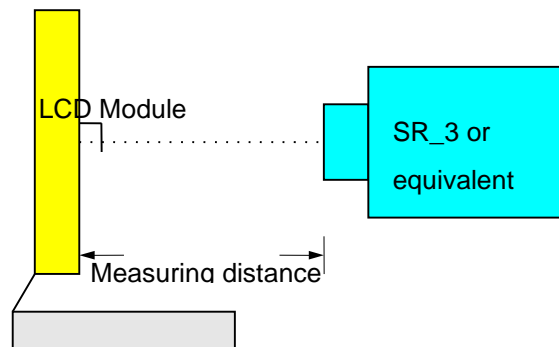 LCD Module
SR_3 or
equivalent
Measuring distance